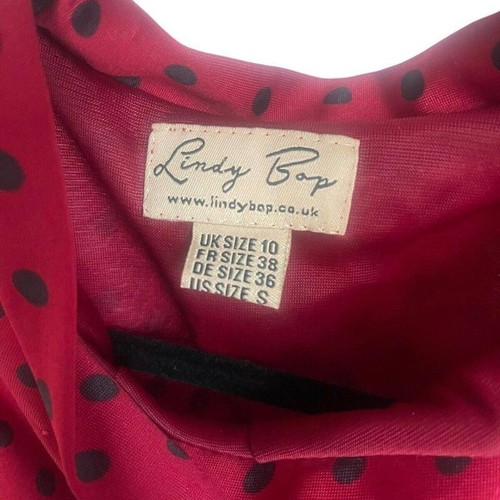 Lindy Bop
www.lindybop.co.uk
UK SIZE 10
FR SIZE 38
DE SIZE 36
US SIZE S